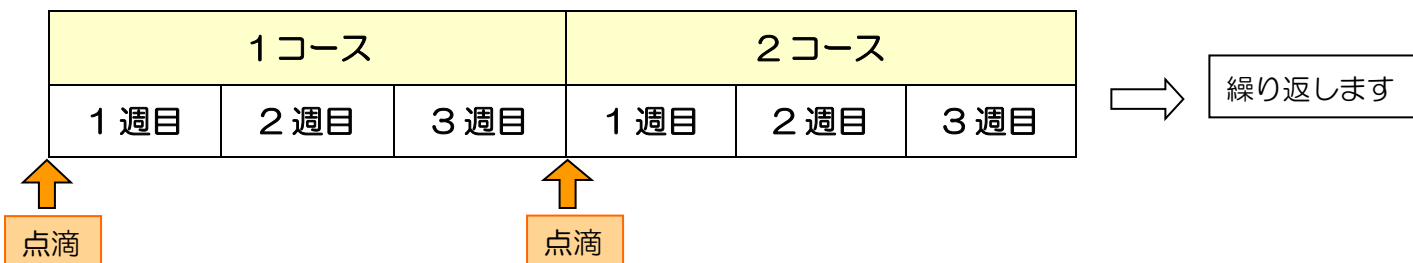 １コース ２コース
１週目 ２週目 ３週目 １週目 ２週目 ３週目
繰り返します
点滴 点滴